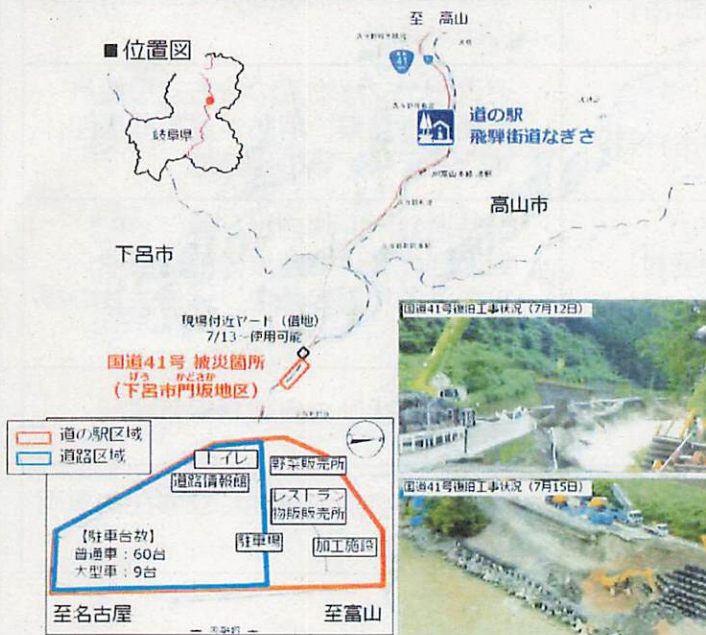 ■位置図
岐阜県
至 高山
41
道の駅
飛騨街道なぎさ
高山市
下呂市
現場付近ヤード（借地）
7/13～使用可能
国道41号 被災箇所
げろ かどさか
（下呂市門坂地区）
国道41号復旧工事状況（7月12日）
国道41号復旧工事状況（7月15日）
道の駅区域
道路区域
トイレ
道路情報館
野菜販売所
レストラン
物販販売所
駐車場
加工施設
【駐車台数】
普通車：60台
大型車：9台
至名古屋
至富山